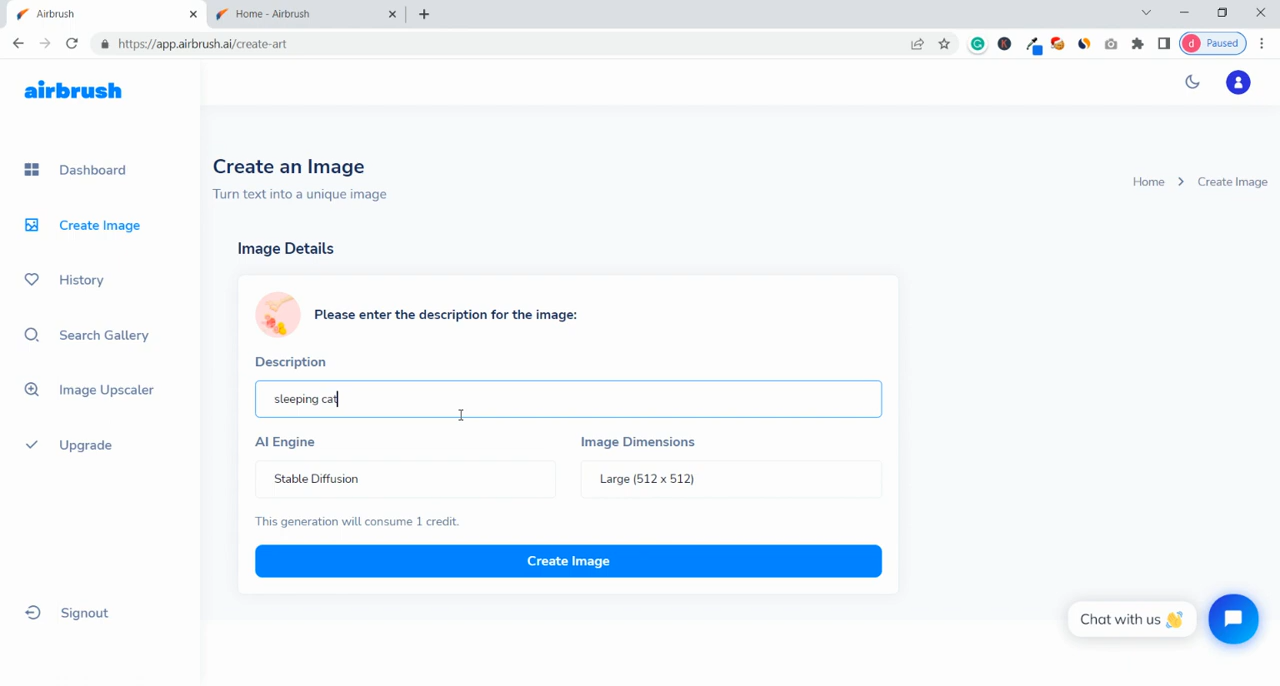 Airbrush
Home - Airbrush
https://app.airbrush.ai/create-art
d Paused
airbrush
Dashboard
Create Image
History
Search Gallery
Image Upscaler
Upgrade
Signout
Create an Image
Turn text into a unique image
Home > Create Image
Image Details
Please enter the description for the image:
Description
sleeping cat
AI Engine Image Dimensions
Stable Diffusion Large (512 x 512)
This generation will consume 1 credit.
Create Image
Chat with us 👋